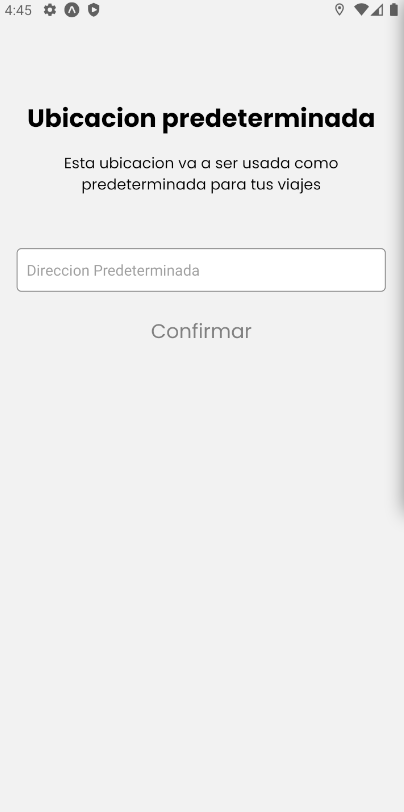 4:45
Ubicacion predeterminada
Esta ubicacion va a ser usada como
predeterminada para tus viajes
Direccion Predeterminada
Confirmar